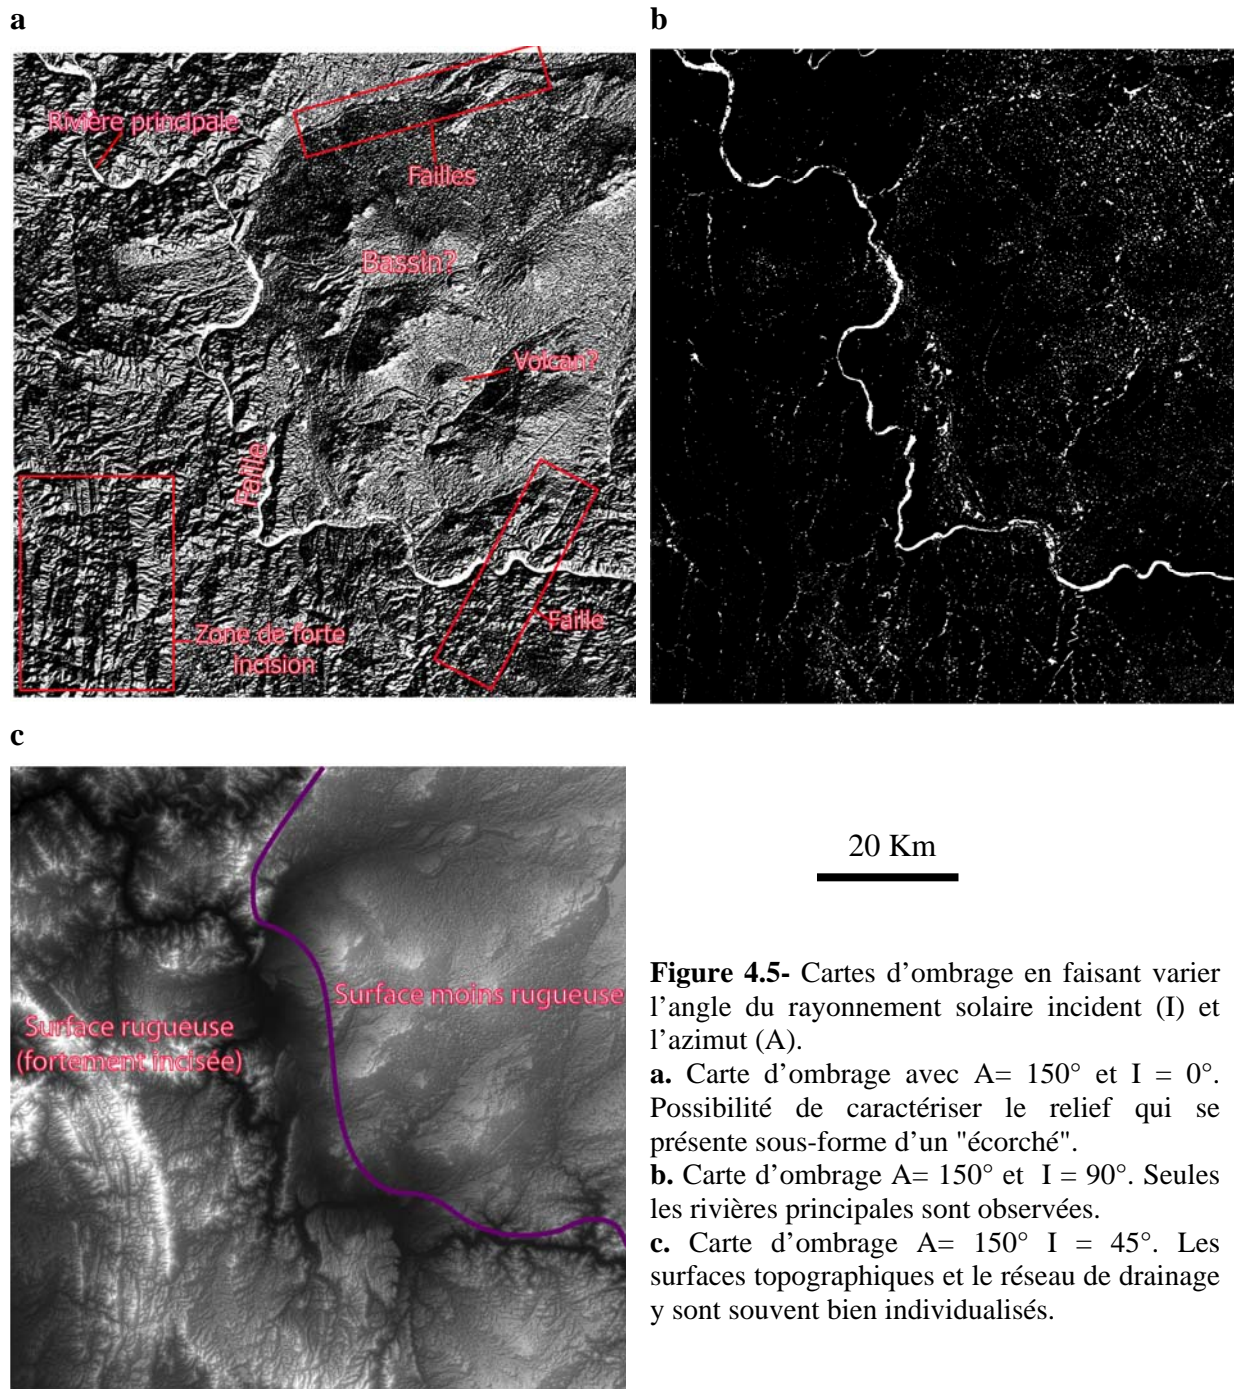 a
b
Rivière principale
Failles
Bassin?
Volcan?
Faille
Faille
Zone de forte
incision
c
Surface moins rugueuse
Surface rugueuse
(fortement incisée)
20 Km
Figure 4.5- Cartes d’ombrage en faisant varier
l’angle du rayonnement solaire incident (I) et
l’azimut (A).
a. Carte d’ombrage avec A= 150° et I = 0°.
Possibilité de caractériser le relief qui se
présente sous-forme d’un "écorché".
b. Carte d’ombrage A= 150° et I = 90°. Seules
les rivières principales sont observées.
c. Carte d’ombrage A= 150° I = 45°. Les
surfaces topographiques et le réseau de drainage
y sont souvent bien individualisés.